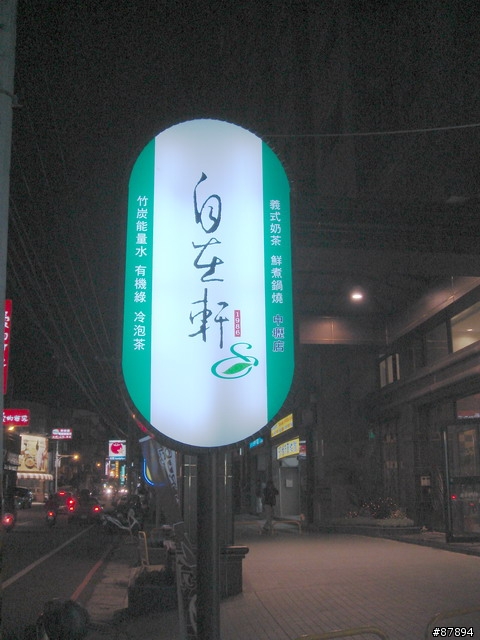 自在軒
1986
義式奶茶 鮮煮鍋燒 中壢店
竹炭能量水 有機綠 冷泡茶
#87894